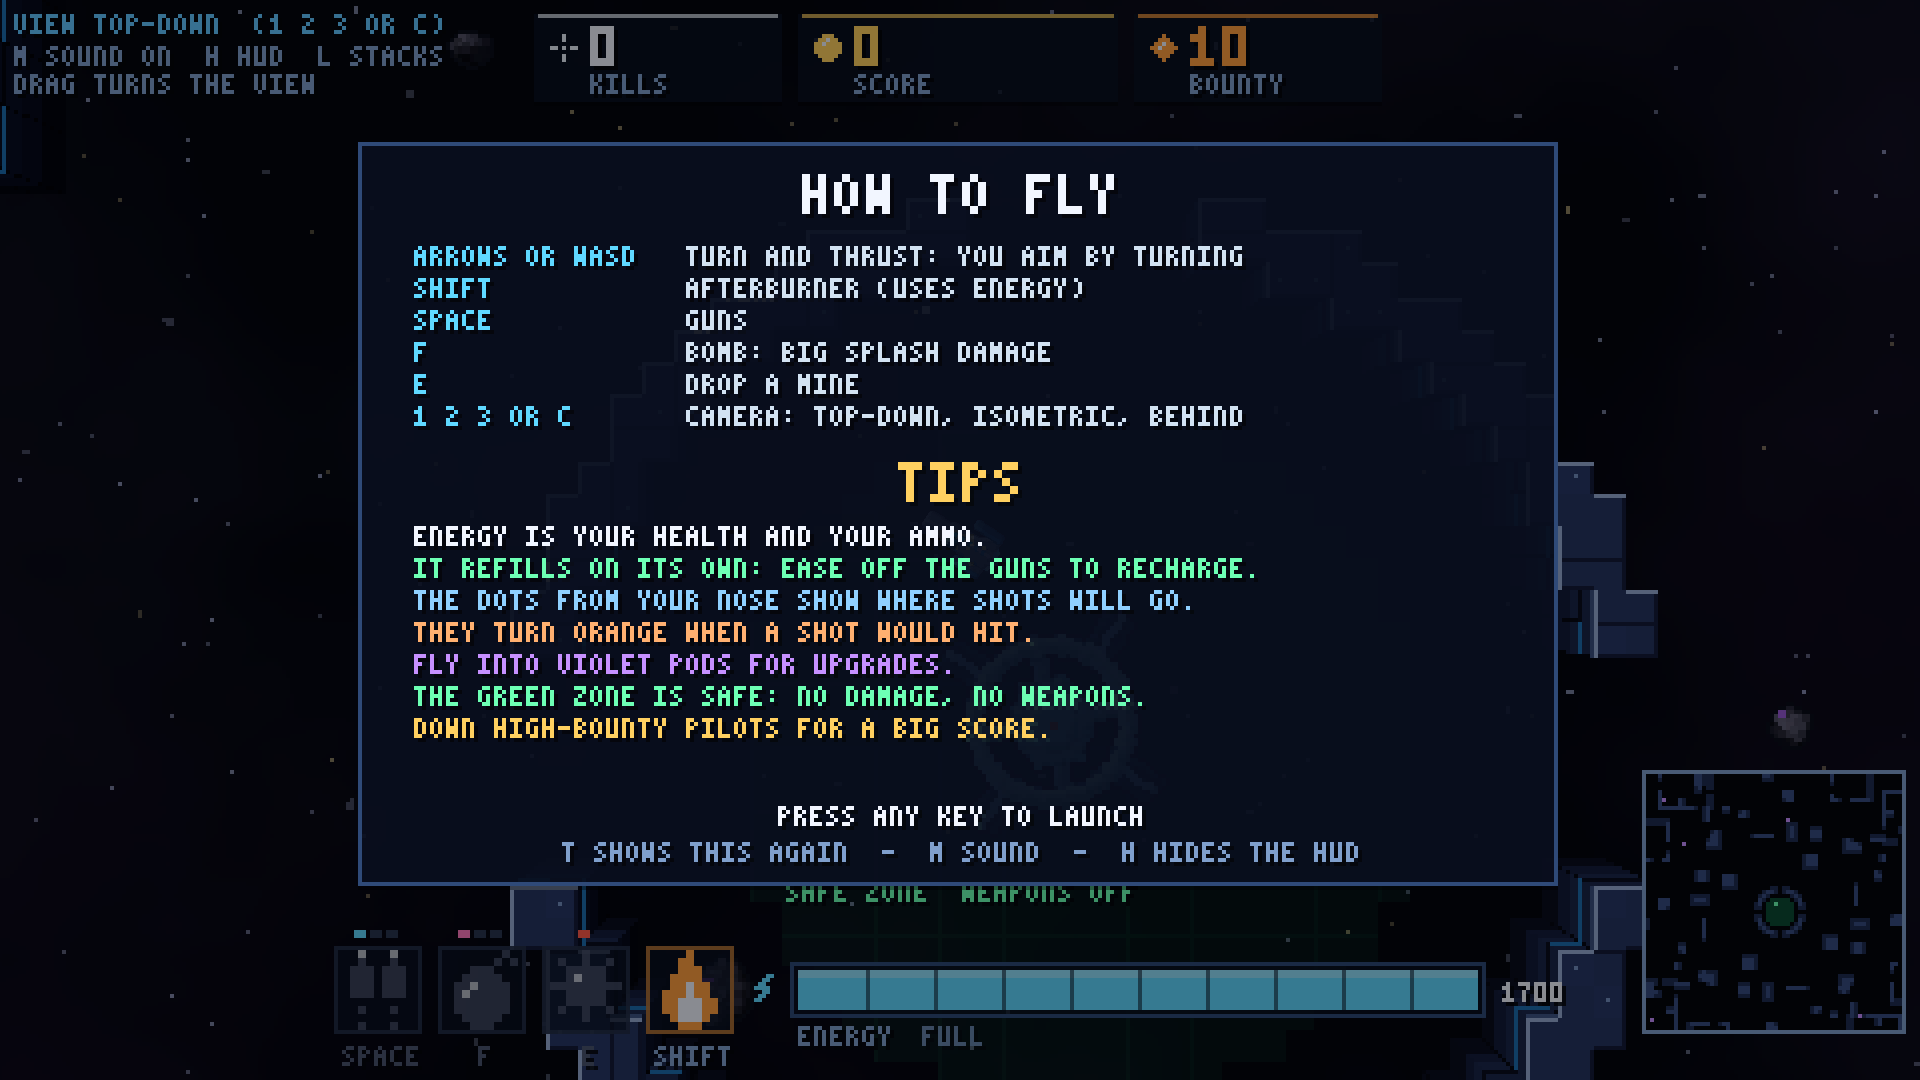 VIEW TOP-DOWN (1 2 3 OR C)
M SOUND ON H HUD L STACKS
DRAG TURNS THE VIEW
0
KILLS
0
SCORE
10
BOUNTY
HOW TO FLY
ARROWS OR WASD TURN AND THRUST: YOU AIM BY TURNING
SHIFT AFTERBURNER (USES ENERGY)
SPACE GUNS
F BOMB: BIG SPLASH DAMAGE
E DROP A MINE
1 2 3 OR C CAMERA: TOP-DOWN, ISOMETRIC, BEHIND
TIPS
ENERGY IS YOUR HEALTH AND YOUR AMMO.
IT REFILLS ON ITS OWN: EASE OFF THE GUNS TO RECHARGE.
THE DOTS FROM YOUR NOSE SHOW WHERE SHOTS WILL GO.
THEY TURN ORANGE WHEN A SHOT WOULD HIT.
FLY INTO VIOLET PODS FOR UPGRADES.
THE GREEN ZONE IS SAFE: NO DAMAGE, NO WEAPONS.
DOWN HIGH-BOUNTY PILOTS FOR A BIG SCORE.
PRESS ANY KEY TO LAUNCH
T SHOWS THIS AGAIN - M SOUND - H HIDES THE HUD
SAFE ZONE WEAPONS OFF
1700
ENERGY FULL
SPACE F E SHIFT